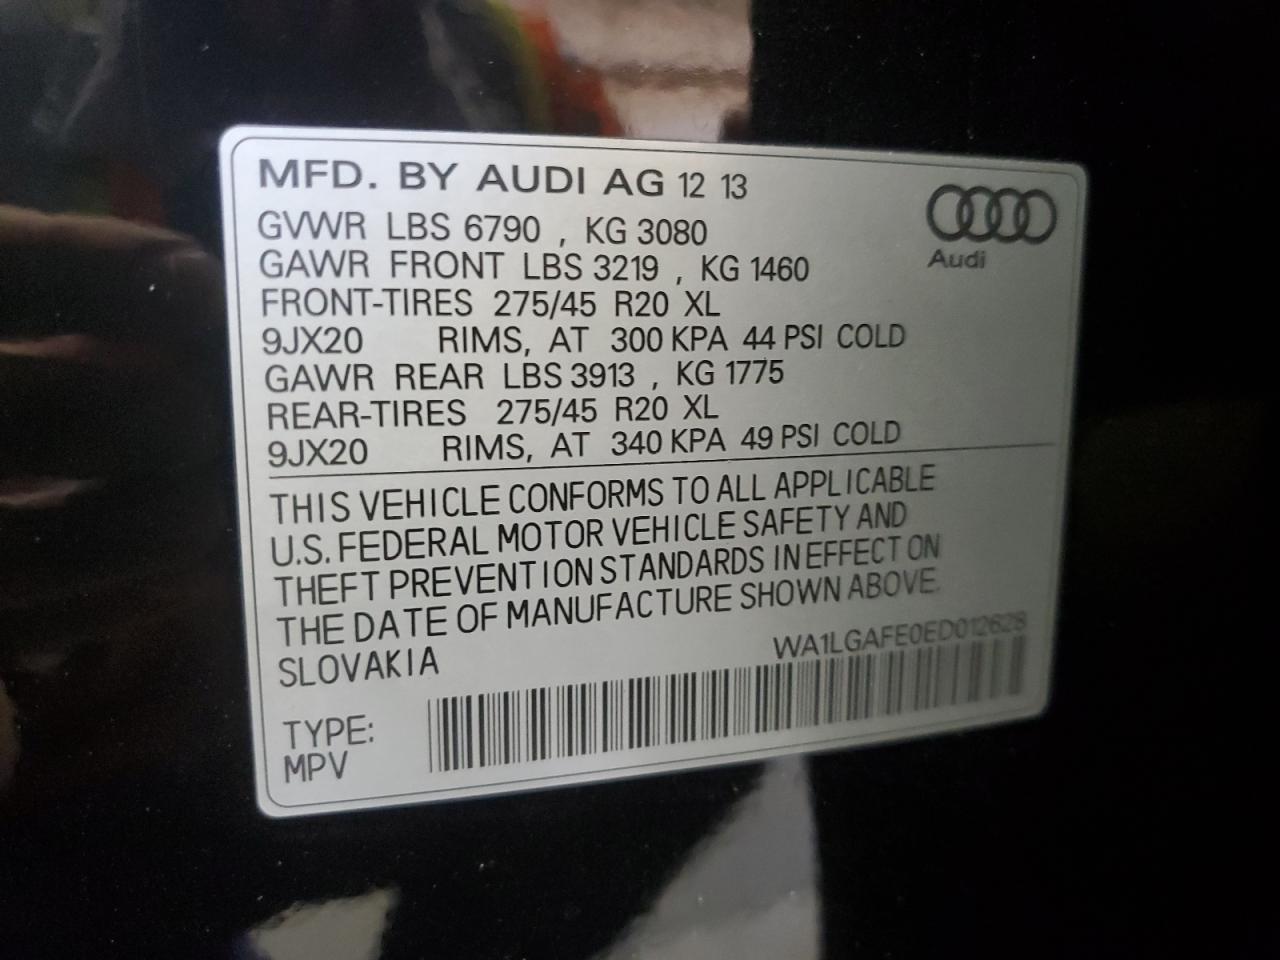 MFD. BY AUDI AG 12 13
GVWR LBS 6790 , KG 3080
GAWR FRONT LBS 3219 , KG 1460
FRONT-TIRES 275/45 R20 XL
9JX20 RIMS, AT 300 KPA 44 PSI COLD
GAWR REAR LBS 3913 , KG 1775
REAR-TIRES 275/45 R20 XL
9JX20 RIMS, AT 340 KPA 49 PSI COLD
Audi
THIS VEHICLE CONFORMS TO ALL APPLICABLE
U.S. FEDERAL MOTOR VEHICLE SAFETY AND
THEFT PREVENTION STANDARDS IN EFFECT ON
THE DATE OF MANUFACTURE SHOWN ABOVE.
SLOVAKIA
WA1LGAFE0ED012628
TYPE:
MPV